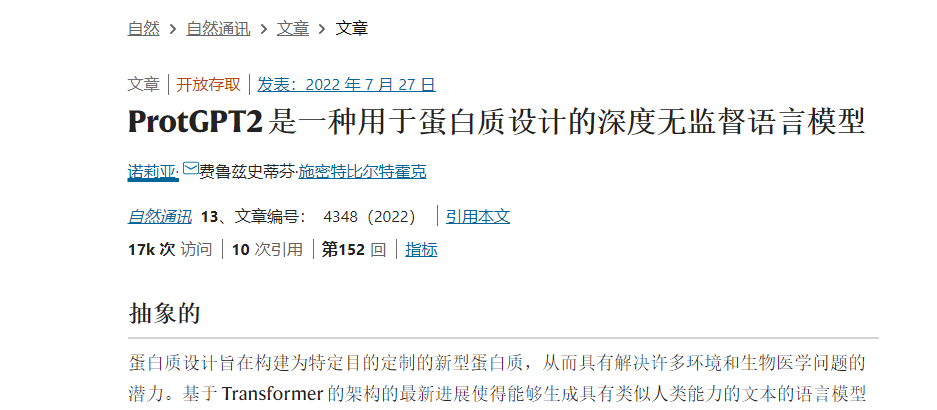 自然 > 自然通讯 > 文章 > 文章
文章 | 开放存取 | 发表：2022 年 7 月 27 日
ProtGPT2 是一种用于蛋白质设计的深度无监督语言模型
诺莉亚· 费鲁兹史蒂芬·施密特比尔特霍克
自然通讯 13、文章编号： 4348（2022） | 引用本文
17k 次 访问 | 10 次引用 | 第152 回 | 指标
抽象的
蛋白质设计旨在构建为特定目的定制的新型蛋白质，从而具有解决许多环境和生物医学问题的
潜力。基于 Transformer 的架构的最新进展使得能够生成具有类似人类能力的文本的语言模型